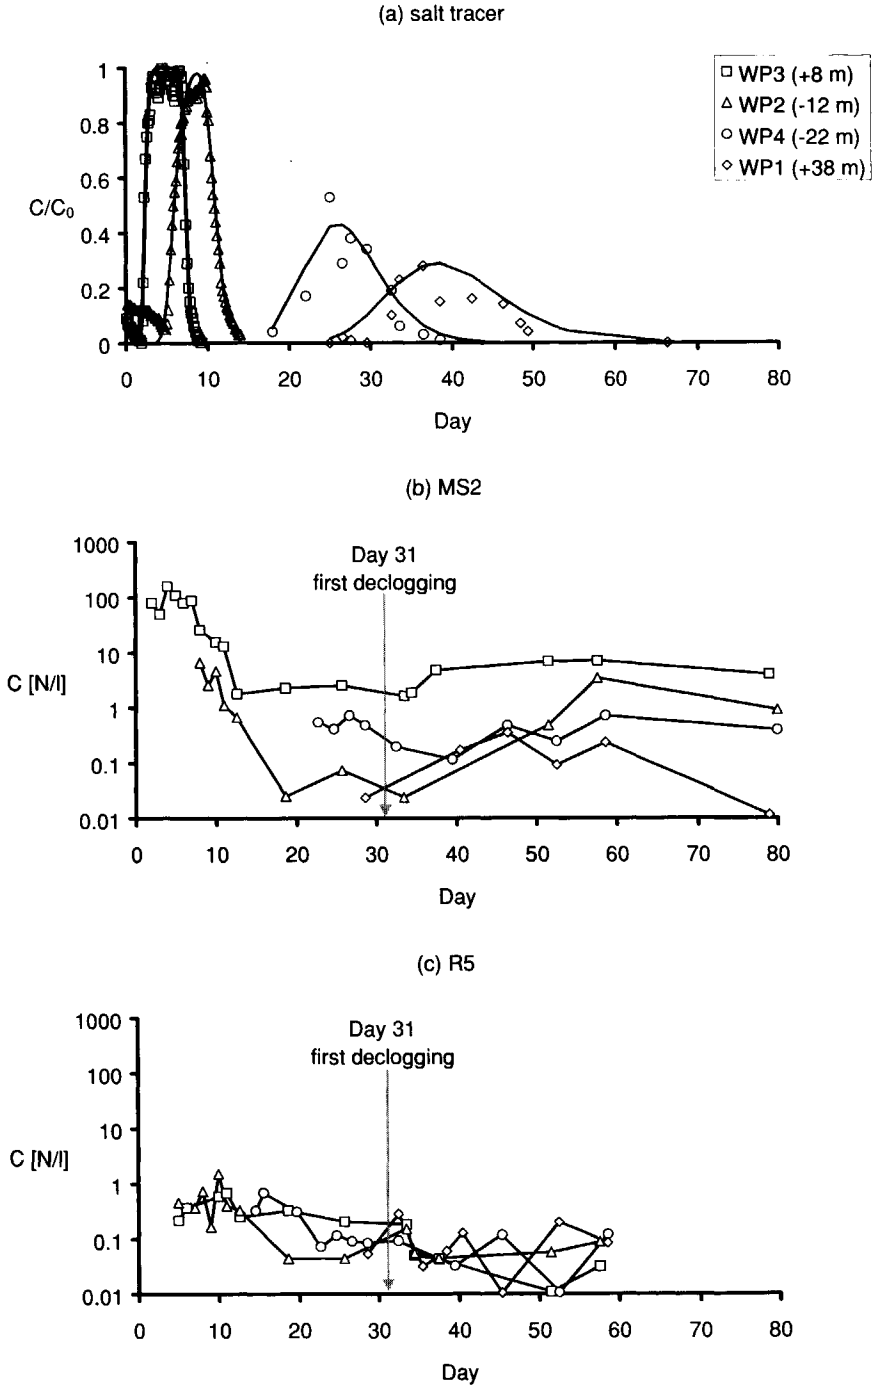 (a) salt tracer
WP3 (+8 m)
WP2 (-12 m)
WP4 (-22 m)
WP1 (+38 m)
1
0.8
0.6
0.4
0.2
0
C/C0
0 10 20 30 40 50 60 70 80
Day
(b) MS2
1000
100
10
1
0.1
0.01
C [N/l]
Day 31
first declogging
0 10 20 30 40 50 60 70 80
Day
(c) R5
1000
100
10
1
0.1
0.01
C [N/l]
Day 31
first declogging
0 10 20 30 40 50 60 70 80
Day